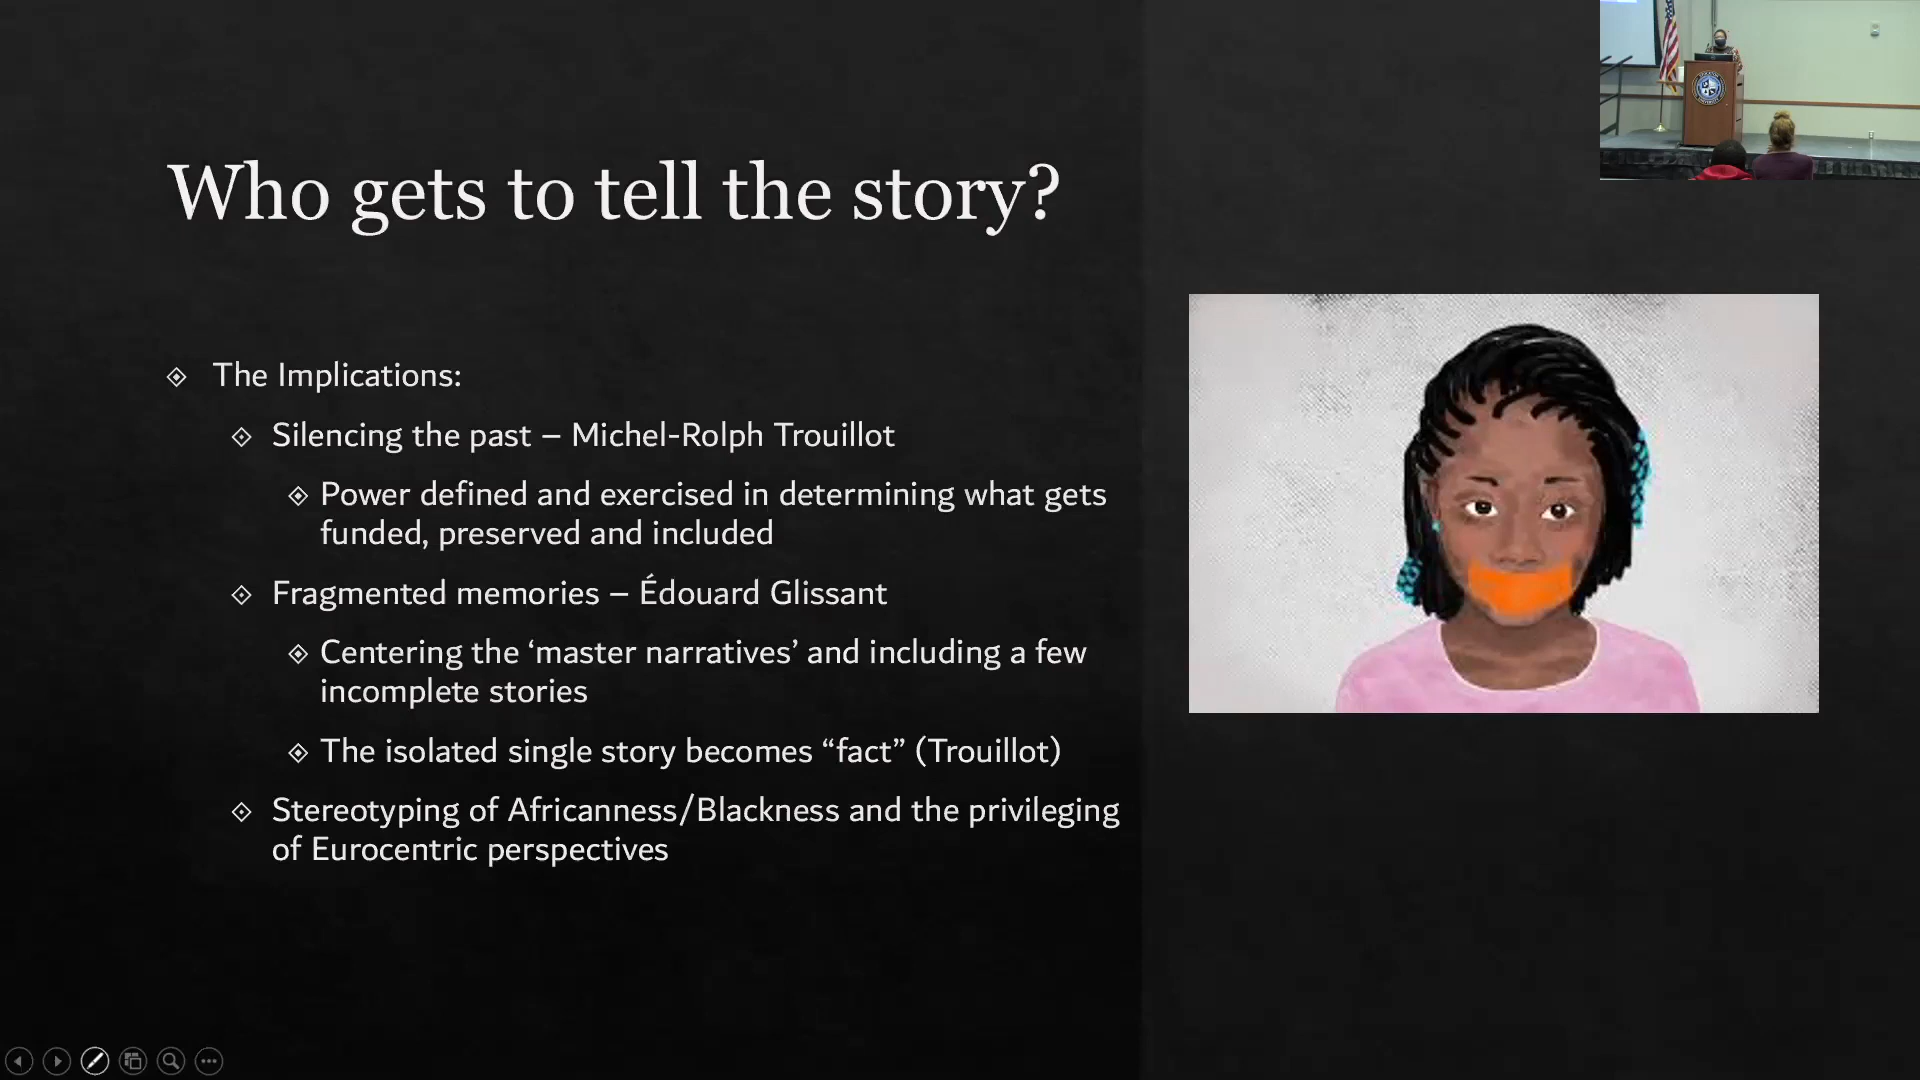 Who gets to tell the story?
The Implications:
Silencing the past – Michel-Rolph Trouillot
Power defined and exercised in determining what gets
funded, preserved and included
Fragmented memories – Édouard Glissant
Centering the ‘master narratives’ and including a few
incomplete stories
The isolated single story becomes “fact” (Trouillot)
Stereotyping of Africanness/Blackness and the privileging
of Eurocentric perspectives